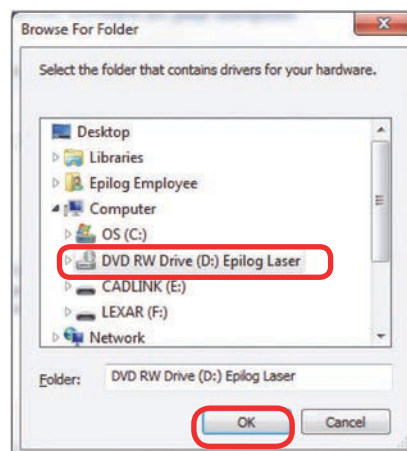 Browse For Folder
Select the folder that contains drivers for your hardware.
Desktop
Libraries
Epilog Employee
Computer
OS (C:)
DVD RW Drive (D:) Epilog Laser
CADLINK (E:)
LEXAR (F:)
Network
Folder: DVD RW Drive (D:) Epilog Laser
OK Cancel